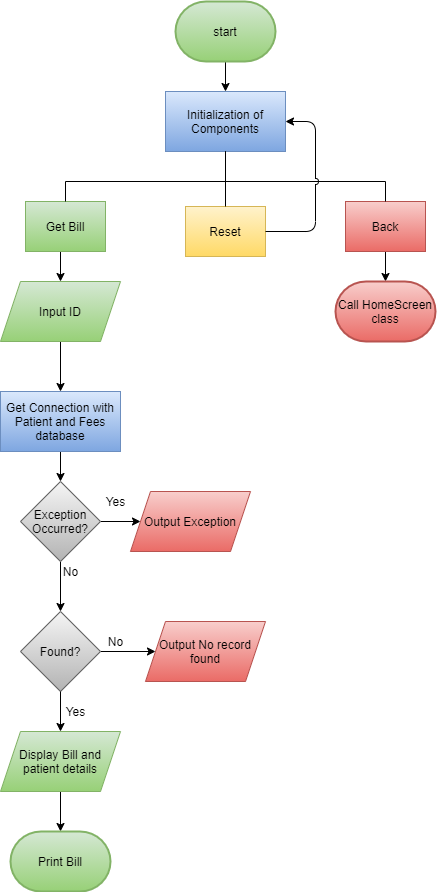 start
Initialization of
Components
Get Bill
Reset
Back
Input ID
Call HomeScreen
class
Get Connection with
Patient and Fees
database
Exception
Occurred?
Yes
Output Exception
No
Found?
No
Output No record
found
Yes
Display Bill and
patient details
Print Bill